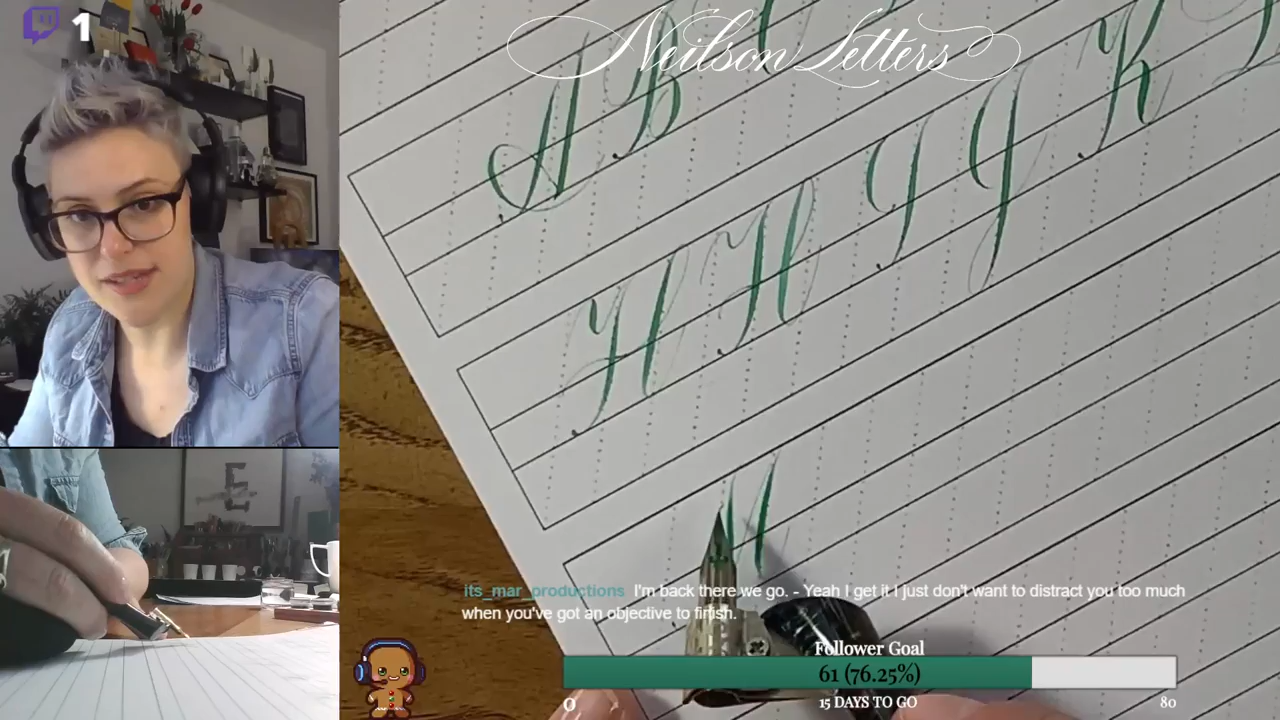 1
Neilson Letters
A B
K
H H I J
its_mar_productions I'm back there we go. - Yeah I get it I just don't want to distract you too much
when you've got an objective to finish.
Follower Goal
61 (76.25%)
0 15 DAYS TO GO 80